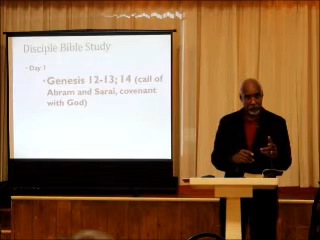 Disciple Bible Study
• Day 1
• Genesis 12-13; 14 (call of
Abram and Sarai, covenant
with God)